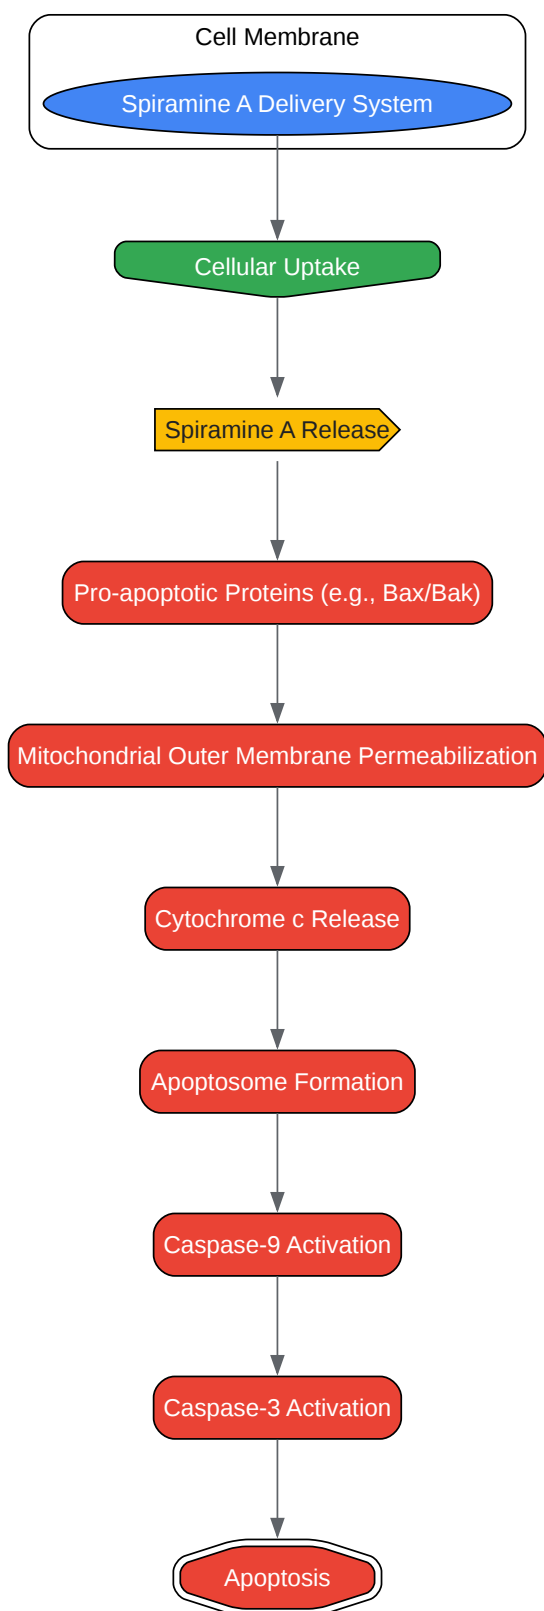 Cell Membrane
Spiramine A Delivery System
Cellular Uptake
Spiramine A Release
Pro-apoptotic Proteins (e.g., Bax/Bak)
Mitochondrial Outer Membrane Permeabilization
Cytochrome c Release
Apoptosome Formation
Caspase-9 Activation
Caspase-3 Activation
Apoptosis